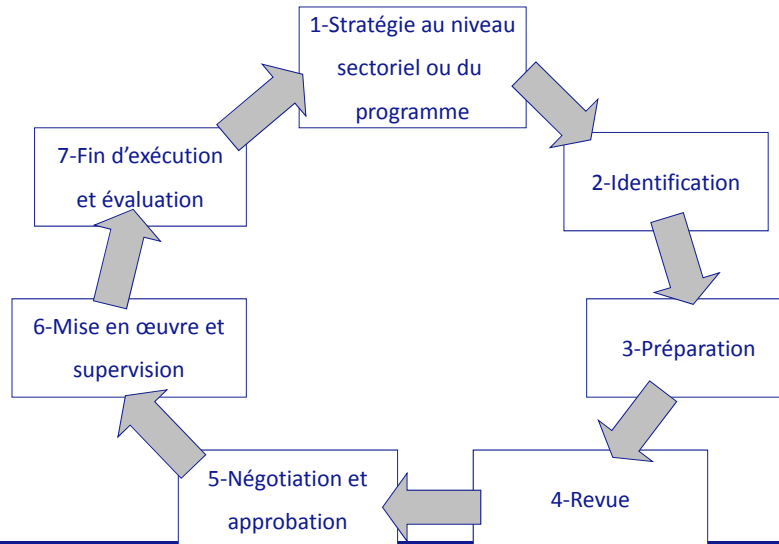 1-Stratégie au niveau
sectoriel ou du
programme
2-Identification
3-Préparation
4-Revue
5-Négotiation et
approbation
6-Mise en œuvre et
supervision
7-Fin d’exécution
et évaluation